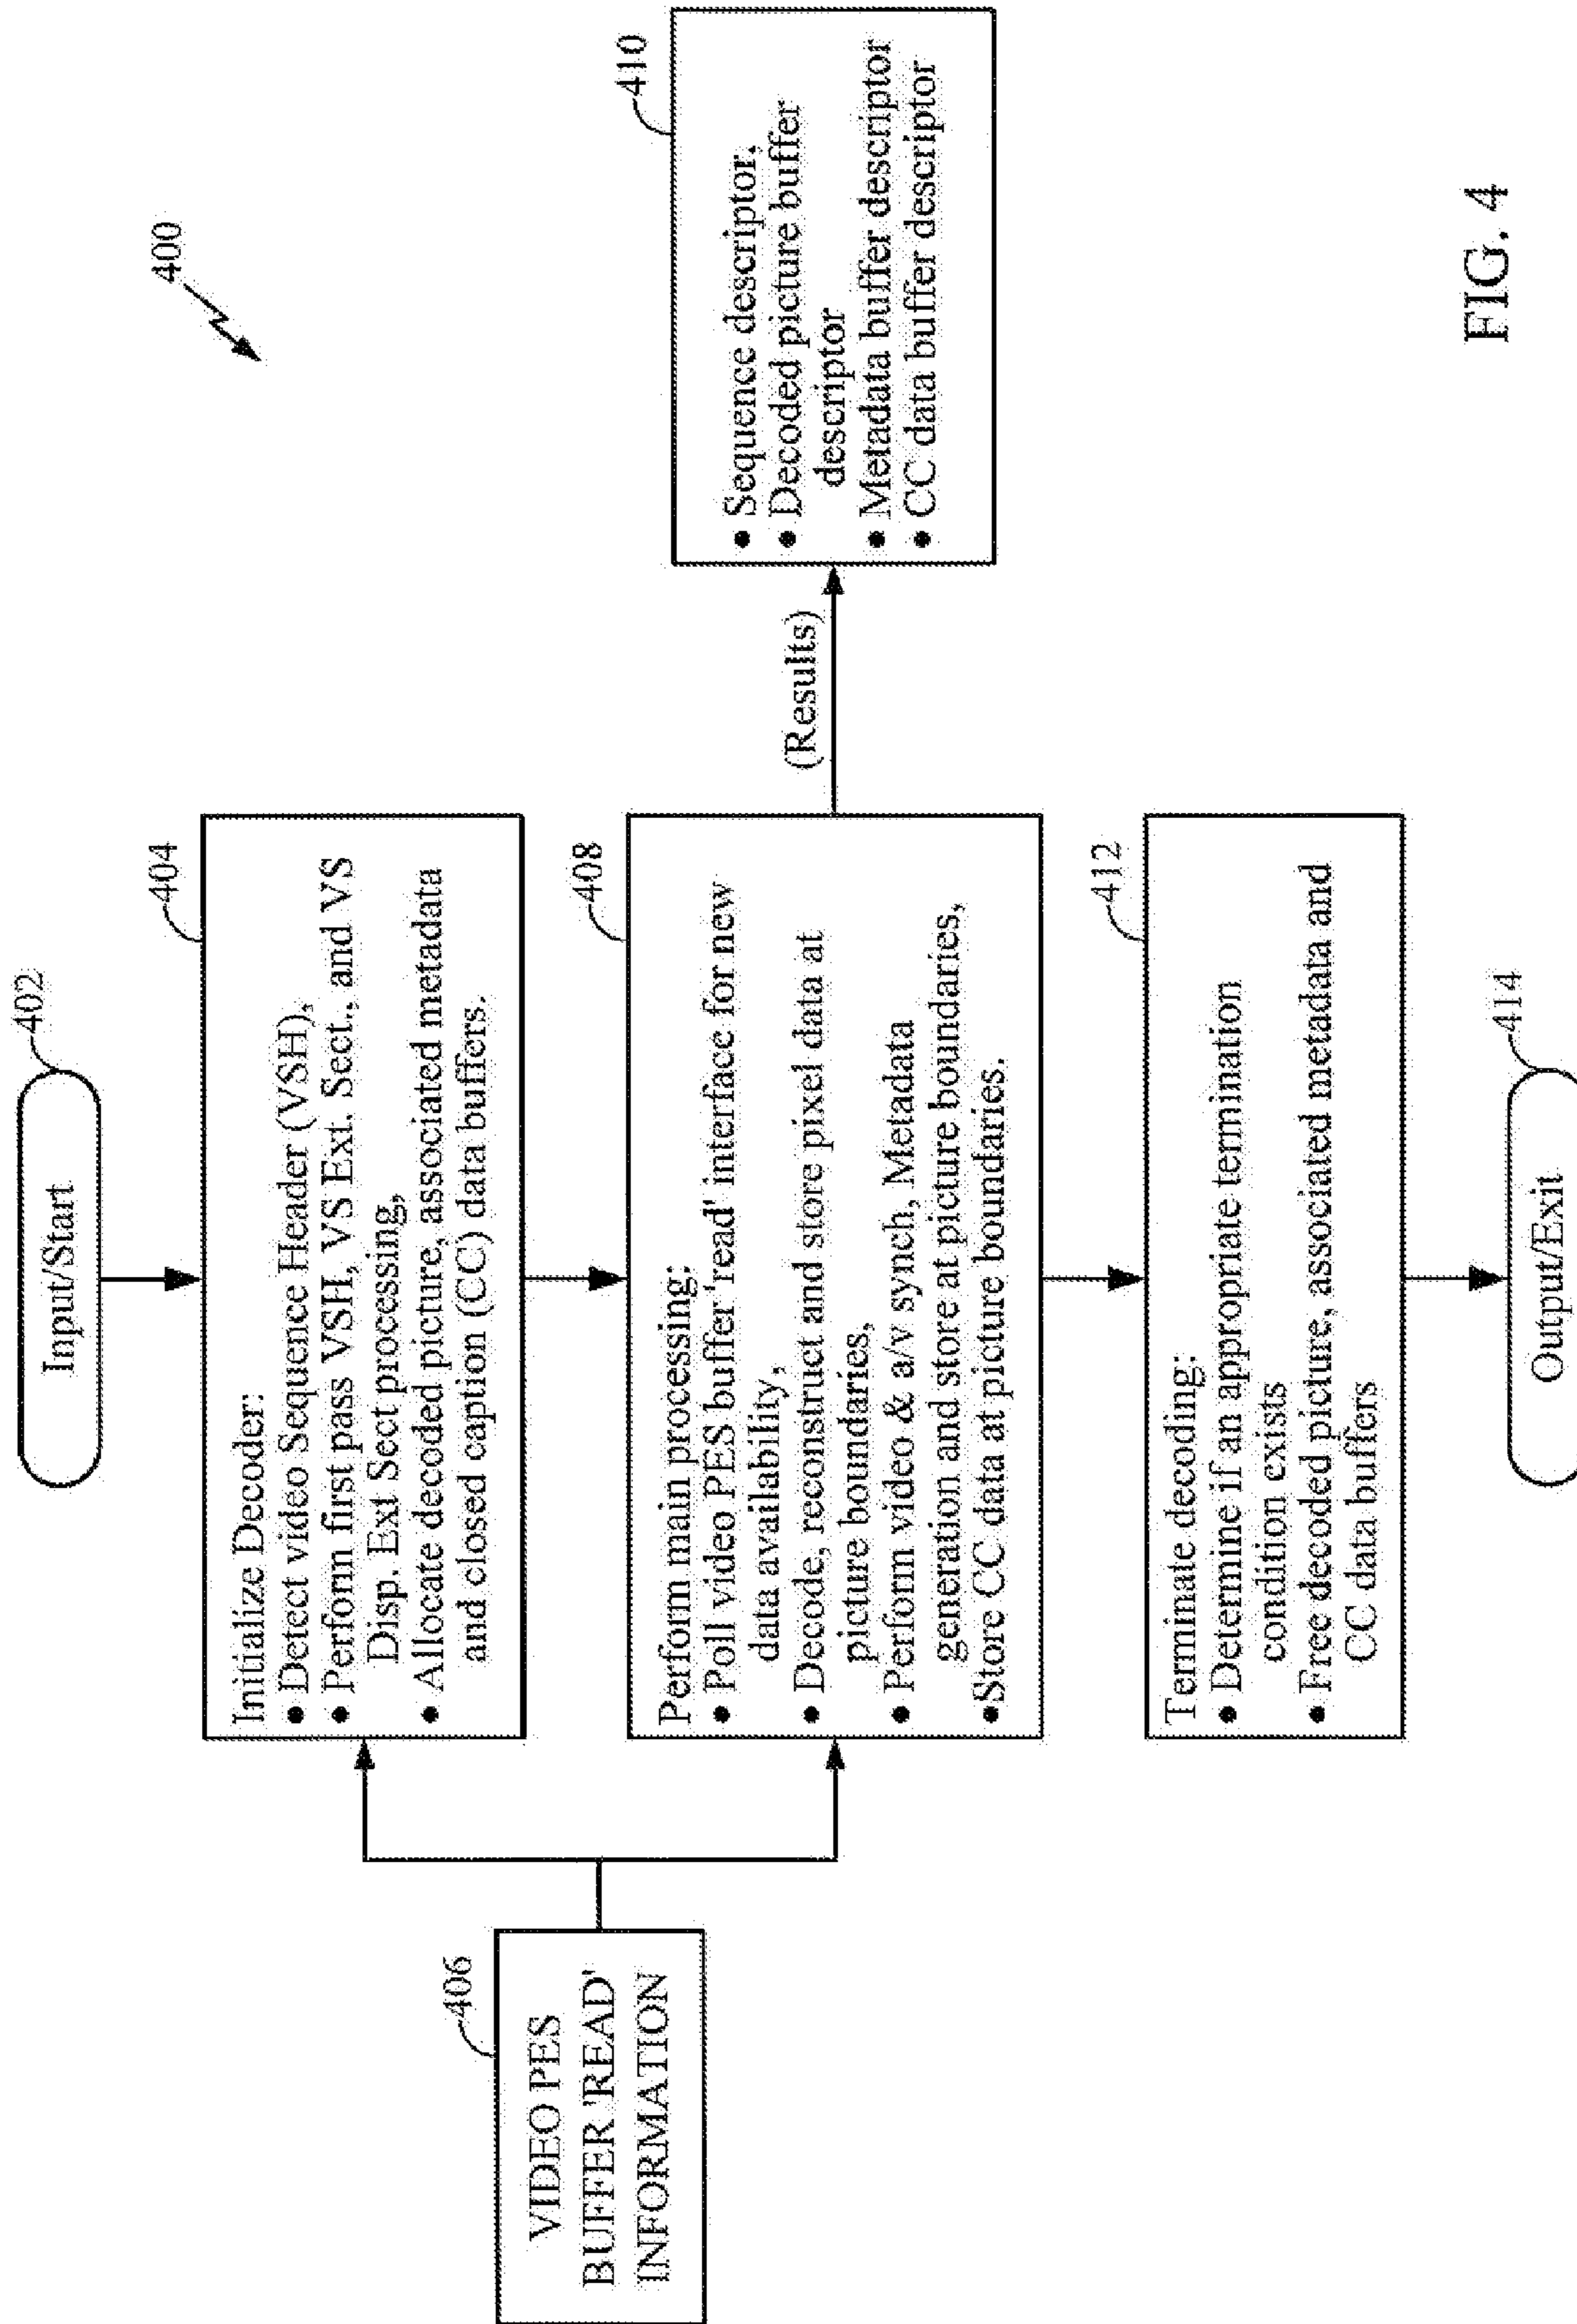 400
402
Input/Start
404
Initialize Decoder:
• Detect video Sequence Header (VSH),
• Perform first pass VSH, VS Ext. Sect., and VS
Disp. Ext Sect processing,
• Allocate decoded picture, associated metadata
and closed caption (CC) data buffers.
406
VIDEO PES
BUFFER 'READ'
INFORMATION
408
Perform main processing:
• Poll video PES buffer 'read' interface for new
data availability,
• Decode, reconstruct and store pixel data at
picture boundaries,
• Perform video & a/v synch, Metadata
generation and store at picture boundaries,
•Store CC data at picture boundaries.
(Results)
410
• Sequence descriptor,
• Decoded picture buffer
descriptor
• Metadata buffer descriptor
• CC data buffer descriptor
412
Terminate decoding:
• Determine if an appropriate termination
condition exists
• Free decoded picture, associated metadata and
CC data buffers
414
Output/Exit
FIG. 4